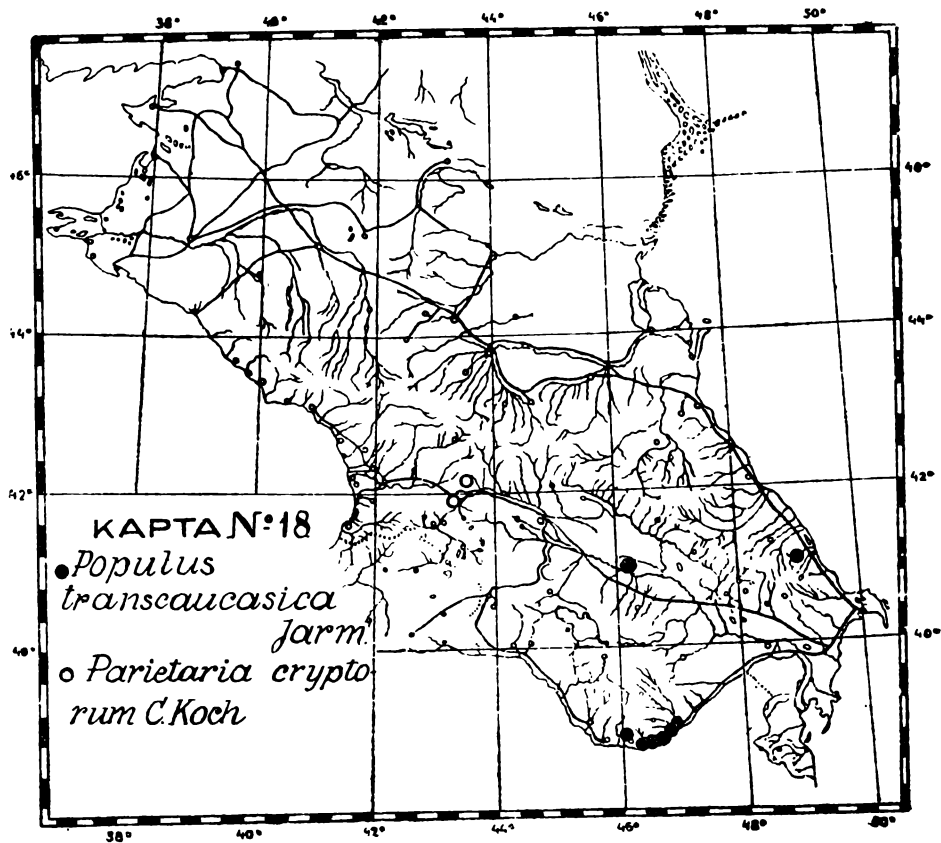 38° 40° 42° 44° 46° 48° 50°
46° 46°
44° 44°
42° 42°
КАРТА № 18
Populus
transcaucasica
Jarm.
40° 40°
Parietaria crypto
rum C. Koch
38° 40° 42° 44° 46° 48° 50°